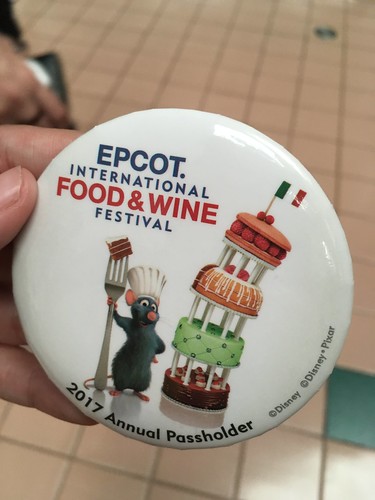 EPCOT.
INTERNATIONAL
FOOD & WINE
FESTIVAL
2017 Annual Passholder
©Disney ©Disney•Pixar